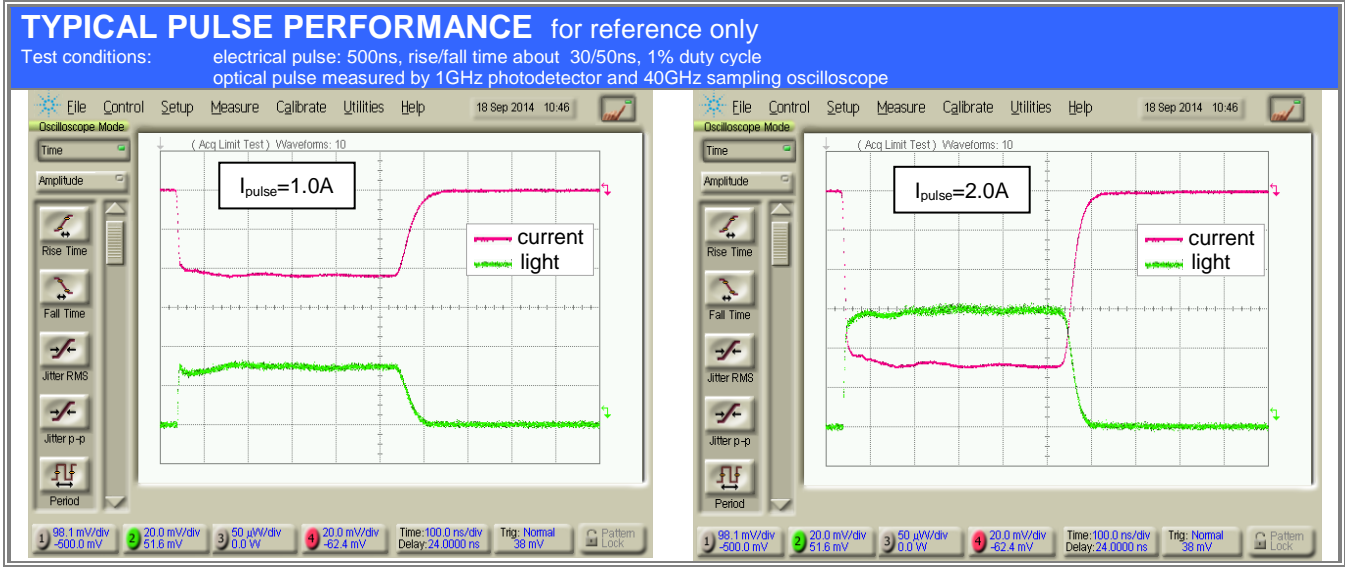 TYPICAL PULSE PERFORMANCE for reference only
Test conditions: electrical pulse: 500ns, rise/fall time about 30/50ns, 1% duty cycle
optical pulse measured by 1GHz photodetector and 40GHz sampling oscilloscope
File Control Setup Measure Calibrate Utilities Help 18 Sep 2014 10:46
Oscilloscope Mode
Time
( Acq Limit Test ) Waveforms: 10
Amplitude
Ipulse=1.0A
Rise Time
current
light
Fall Time
Jitter RMS
Jitter p-p
Period
1) 98.1 mV/div 2) 20.0 mV/div 3) 50 µW/div 4) 20.0 mV/div Time:100.0 ns/div Trig: Normal Pattern
-500.0 mV 51.6 mV 0.0 W -62.4 mV Delay:24.0000 ns 38 mV Lock
File Control Setup Measure Calibrate Utilities Help 18 Sep 2014 10:46
Oscilloscope Mode
Time
( Acq Limit Test ) Waveforms: 10
Amplitude
Ipulse=2.0A
Rise Time
current
light
Fall Time
Jitter RMS
Jitter p-p
Period
1) 98.1 mV/div 2) 20.0 mV/div 3) 50 µW/div 4) 20.0 mV/div Time:100.0 ns/div Trig: Normal Pattern
-500.0 mV 51.6 mV 0.0 W -62.4 mV Delay:24.0000 ns 38 mV Lock